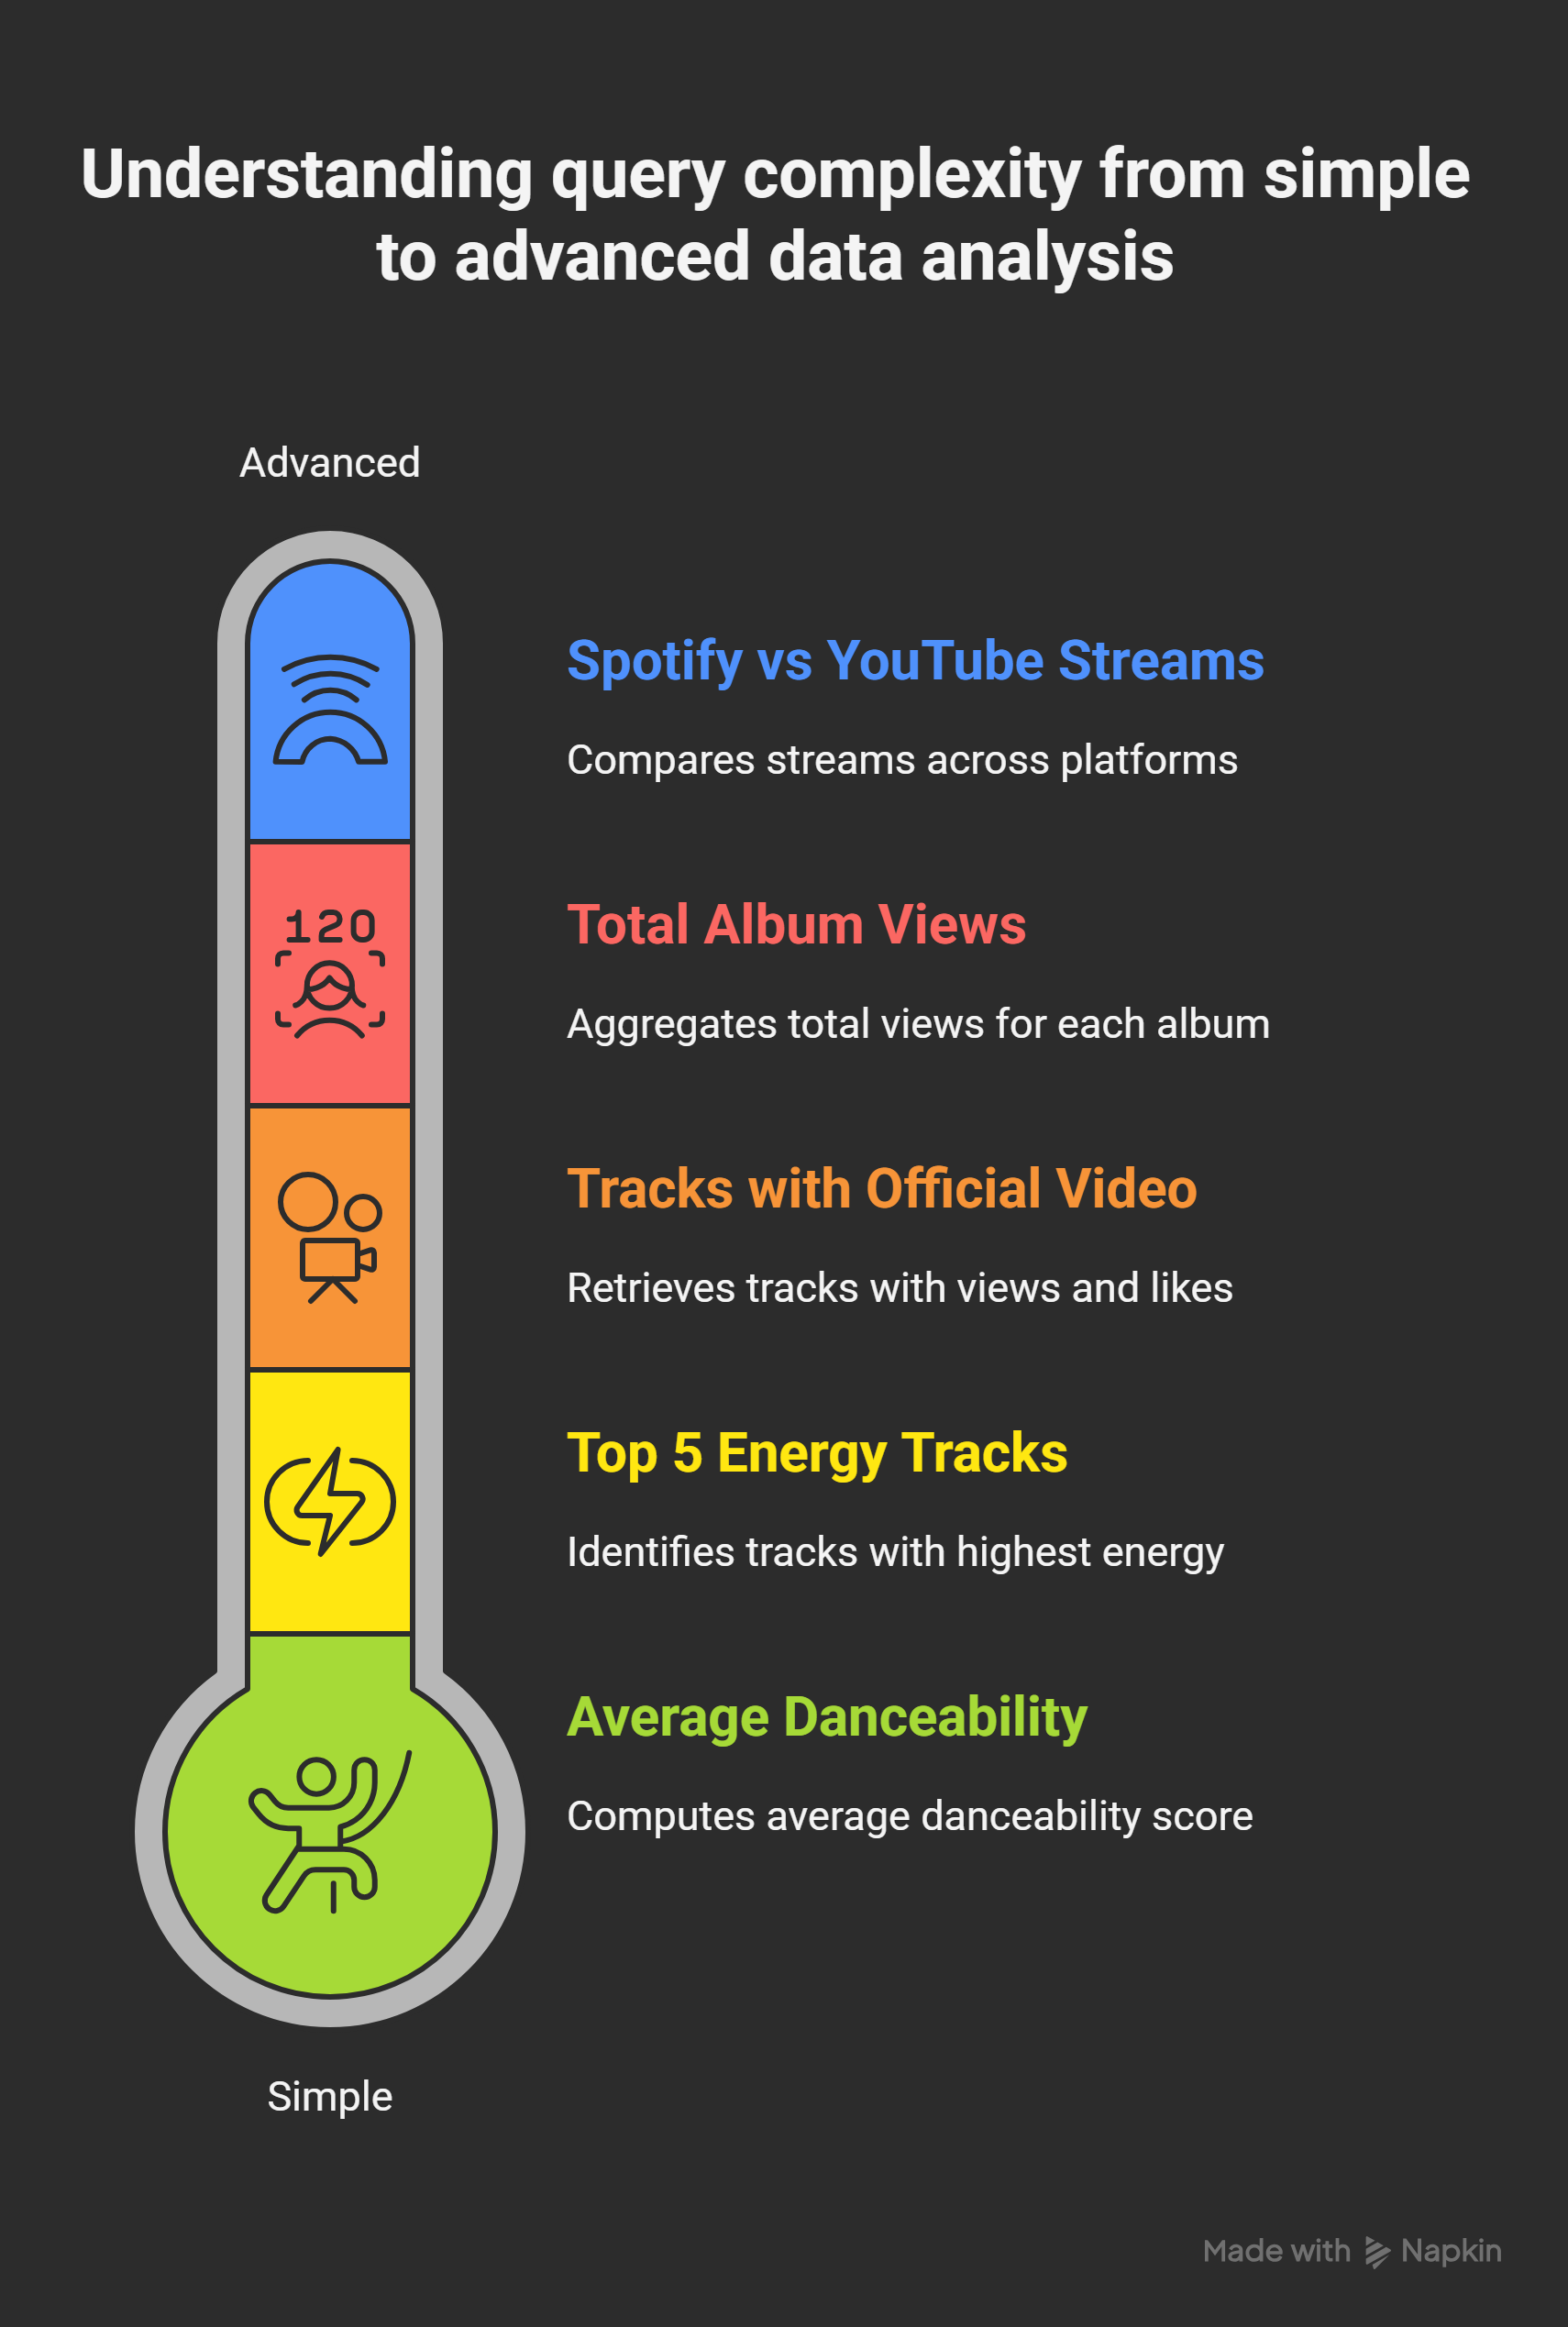 Understanding query complexity from simple
to advanced data analysis
Advanced
Spotify vs YouTube Streams
Compares streams across platforms
120
Total Album Views
Aggregates total views for each album
Tracks with Official Video
Retrieves tracks with views and likes
Top 5 Energy Tracks
Identifies tracks with highest energy
Average Danceability
Computes average danceability score
Simple
Made with Napkin